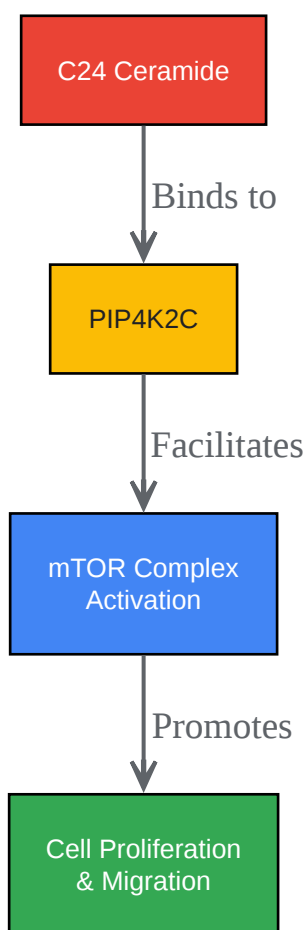 C24 Ceramide
Binds to
PIP4K2C
Facilitates
mTOR Complex
Activation
Promotes
Cell Proliferation
& Migration